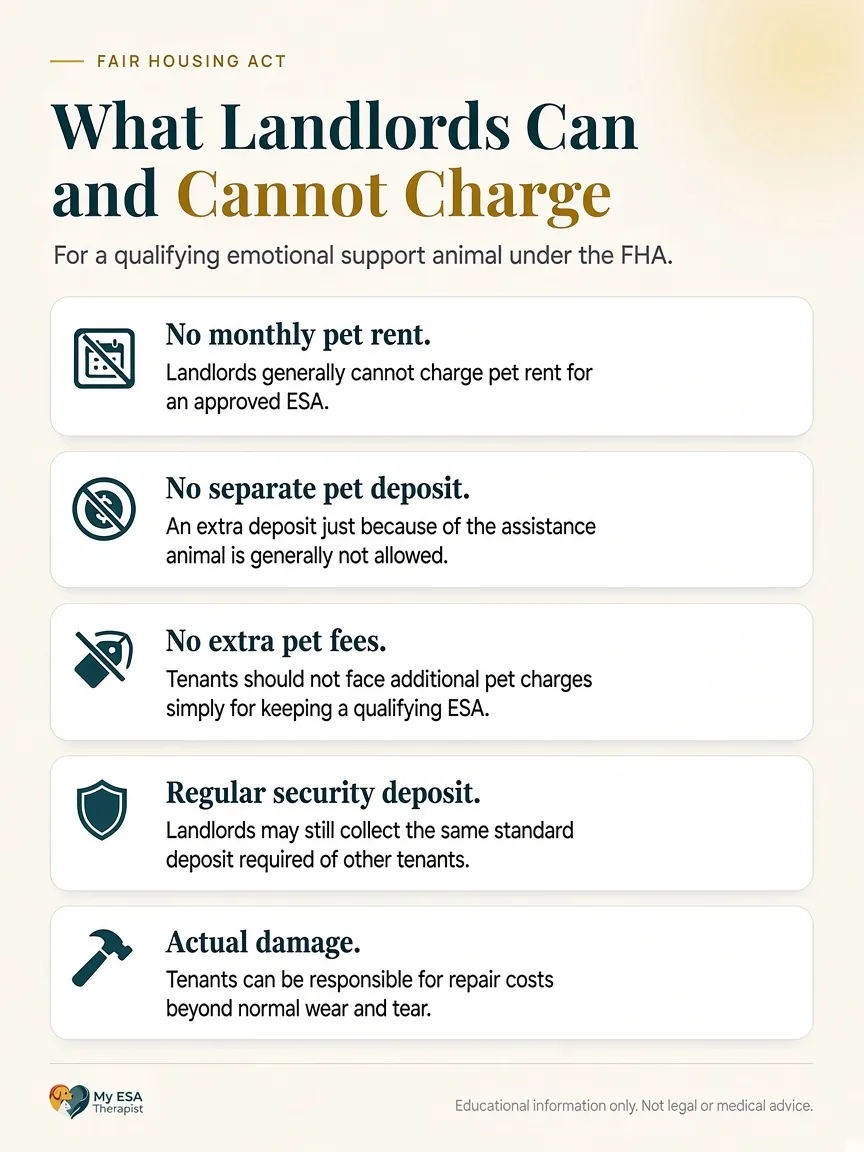 FAIR HOUSING ACT
What Landlords Can
and Cannot Charge
For a qualifying emotional support animal under the FHA.
No monthly pet rent.
Landlords generally cannot charge pet rent for
an approved ESA.
No separate pet deposit.
An extra deposit just because of the assistance
animal is generally not allowed.
No extra pet fees.
Tenants should not face additional pet charges
simply for keeping a qualifying ESA.
Regular security deposit.
Landlords may still collect the same standard
deposit required of other tenants.
Actual damage.
Tenants can be responsible for repair costs
beyond normal wear and tear.
My ESA
Therapist
Educational information only. Not legal or medical advice.